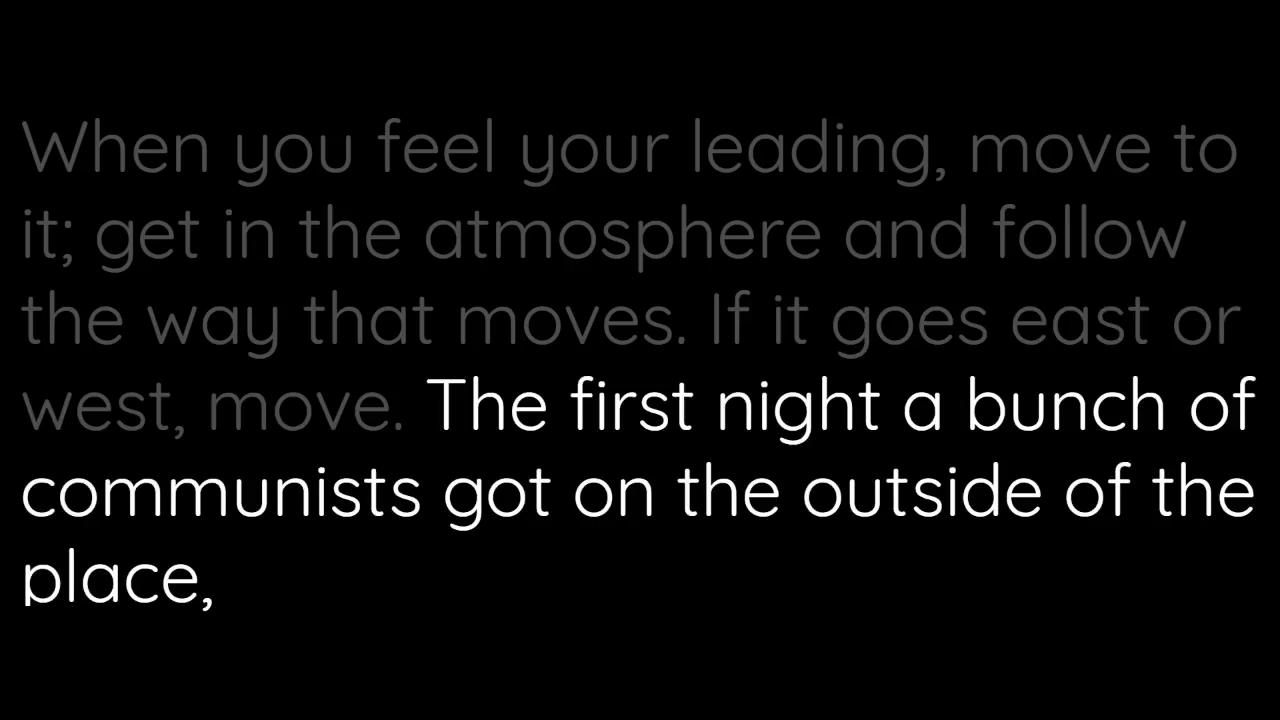 When you feel your leading, move to
it; get in the atmosphere and follow
the way that moves. If it goes east or
west, move. The first night a bunch of
communists got on the outside of the
place,